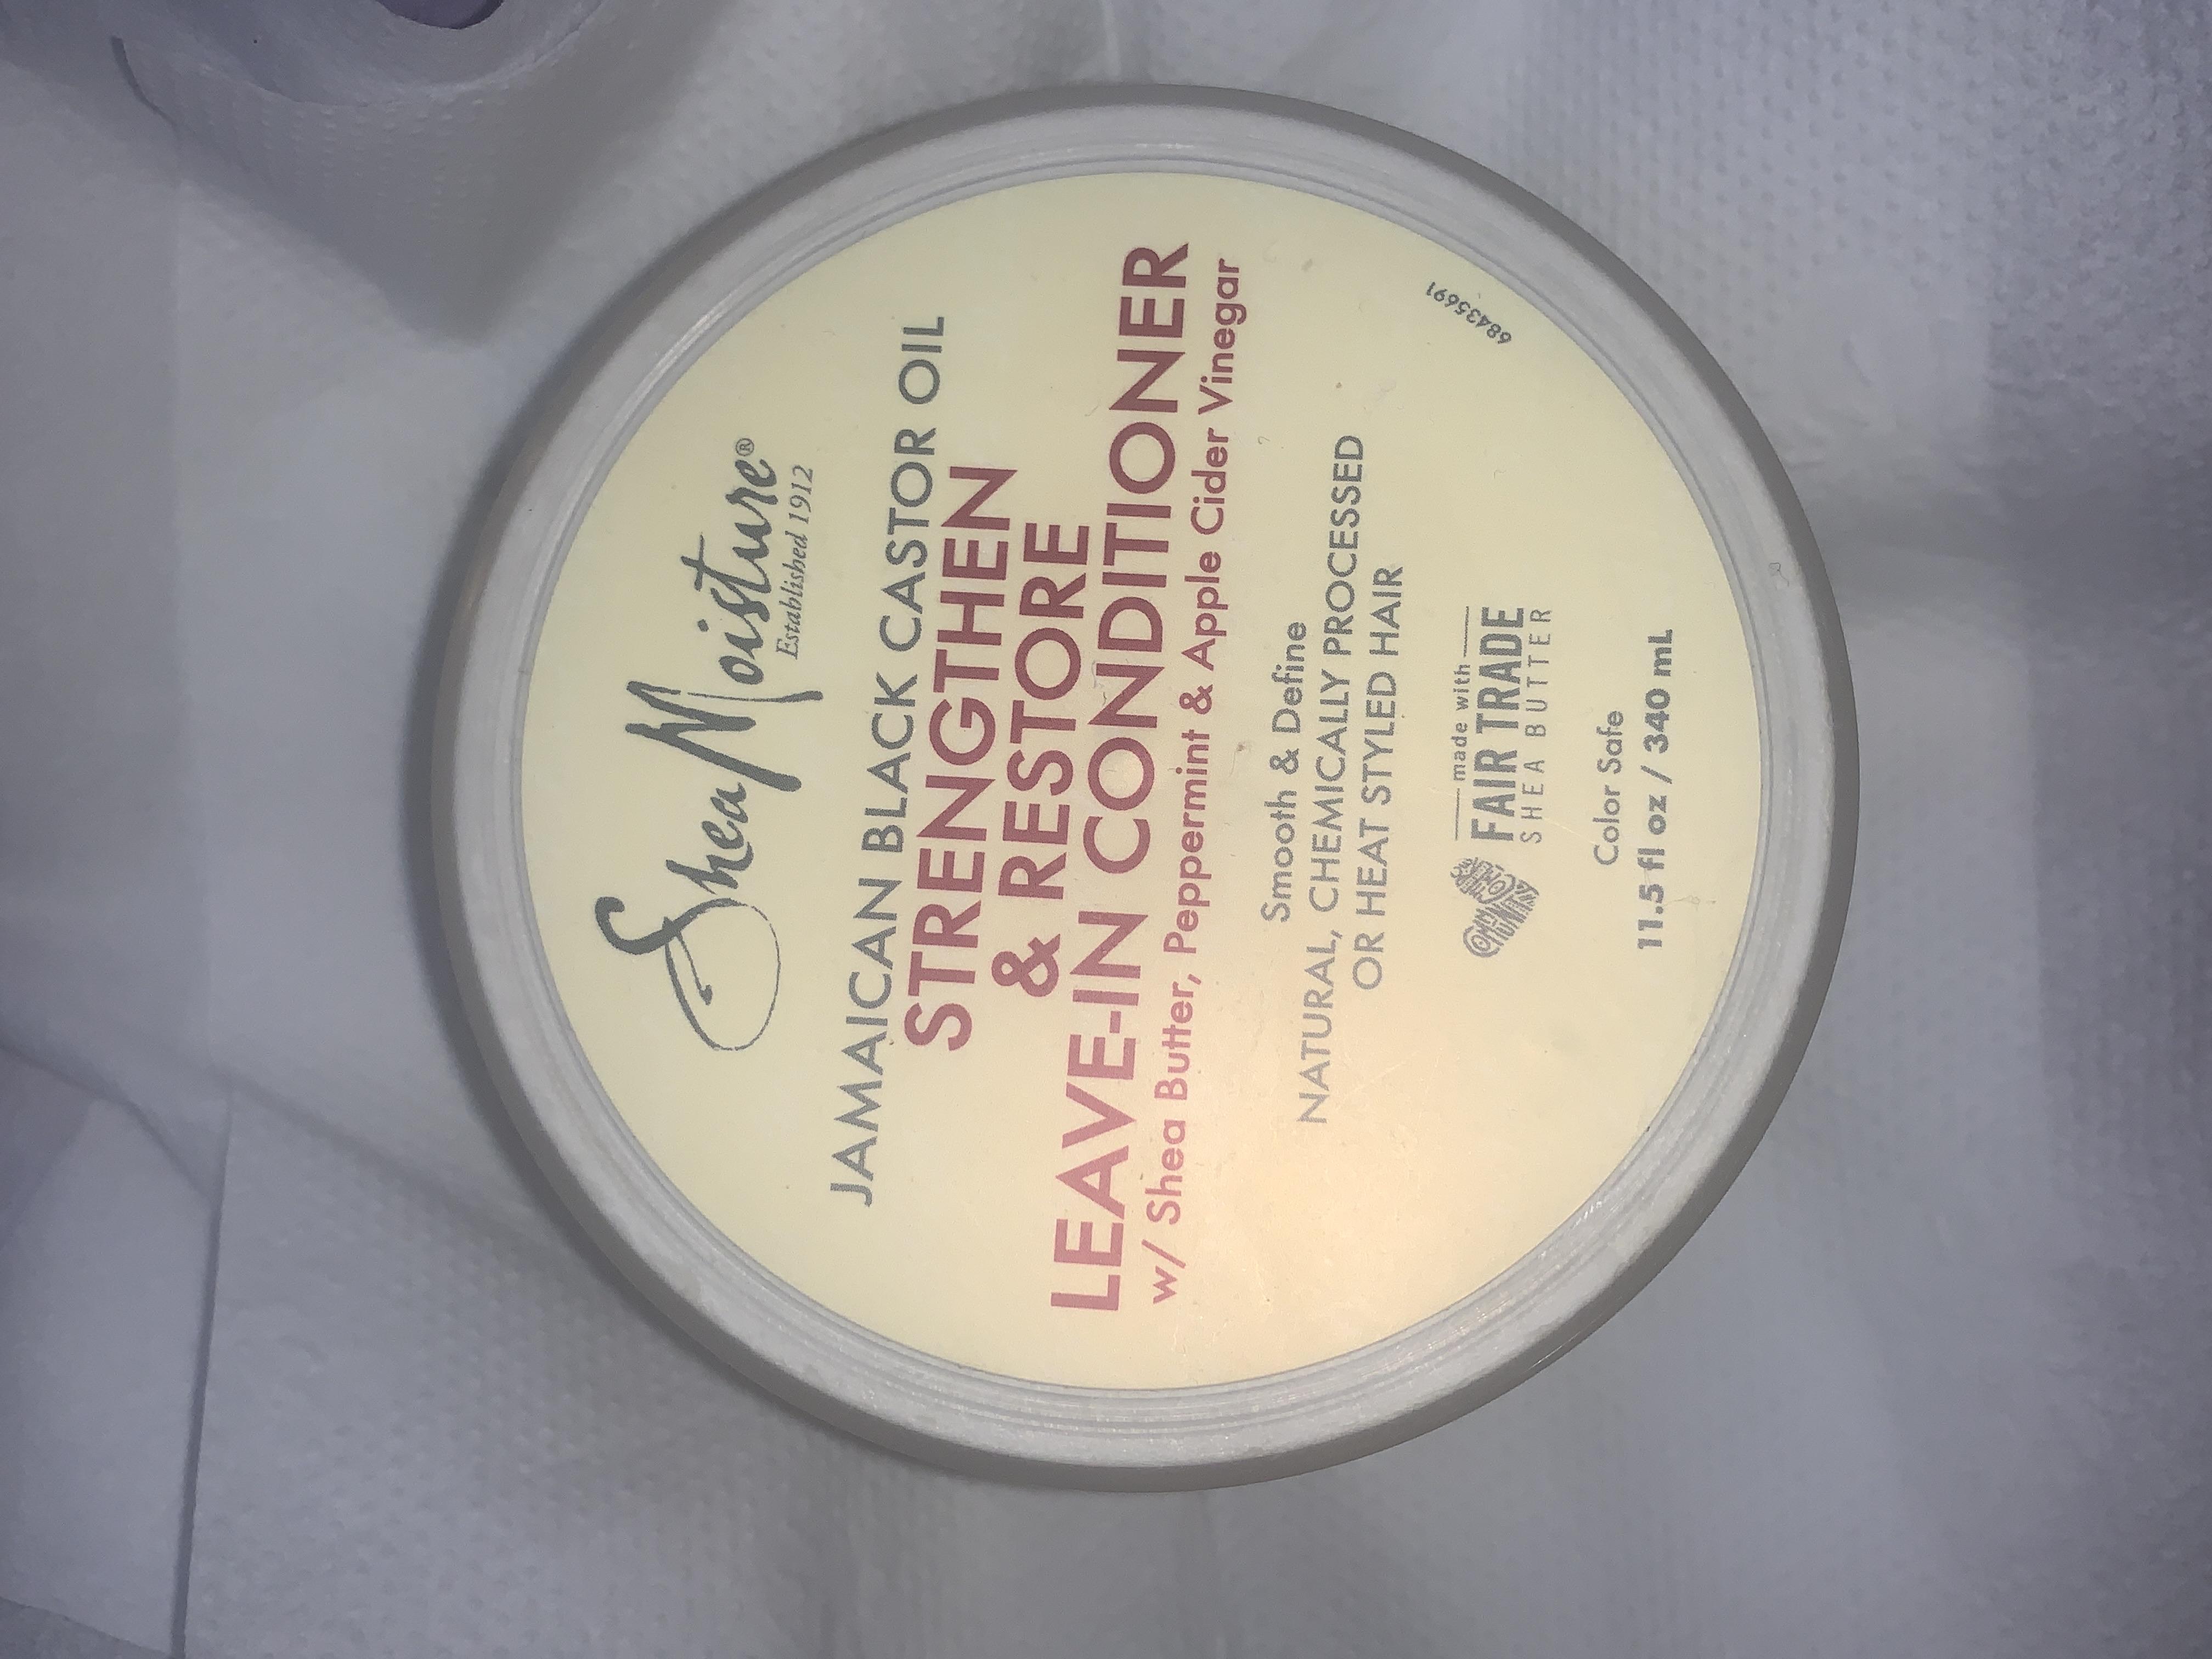 SheaMoisture®
Established 1912
JAMAICAN BLACK CASTOR OIL
STRENGTHEN
& RESTORE
LEAVE-IN CONDITIONER
w/ Shea Butter, Peppermint & Apple Cider Vinegar
Smooth & Define
NATURAL, CHEMICALLY PROCESSED
OR HEAT STYLED HAIR
made with
FAIR TRADE
SHEA BUTTER
Color Safe
11.5 fl oz / 340 mL
68435691